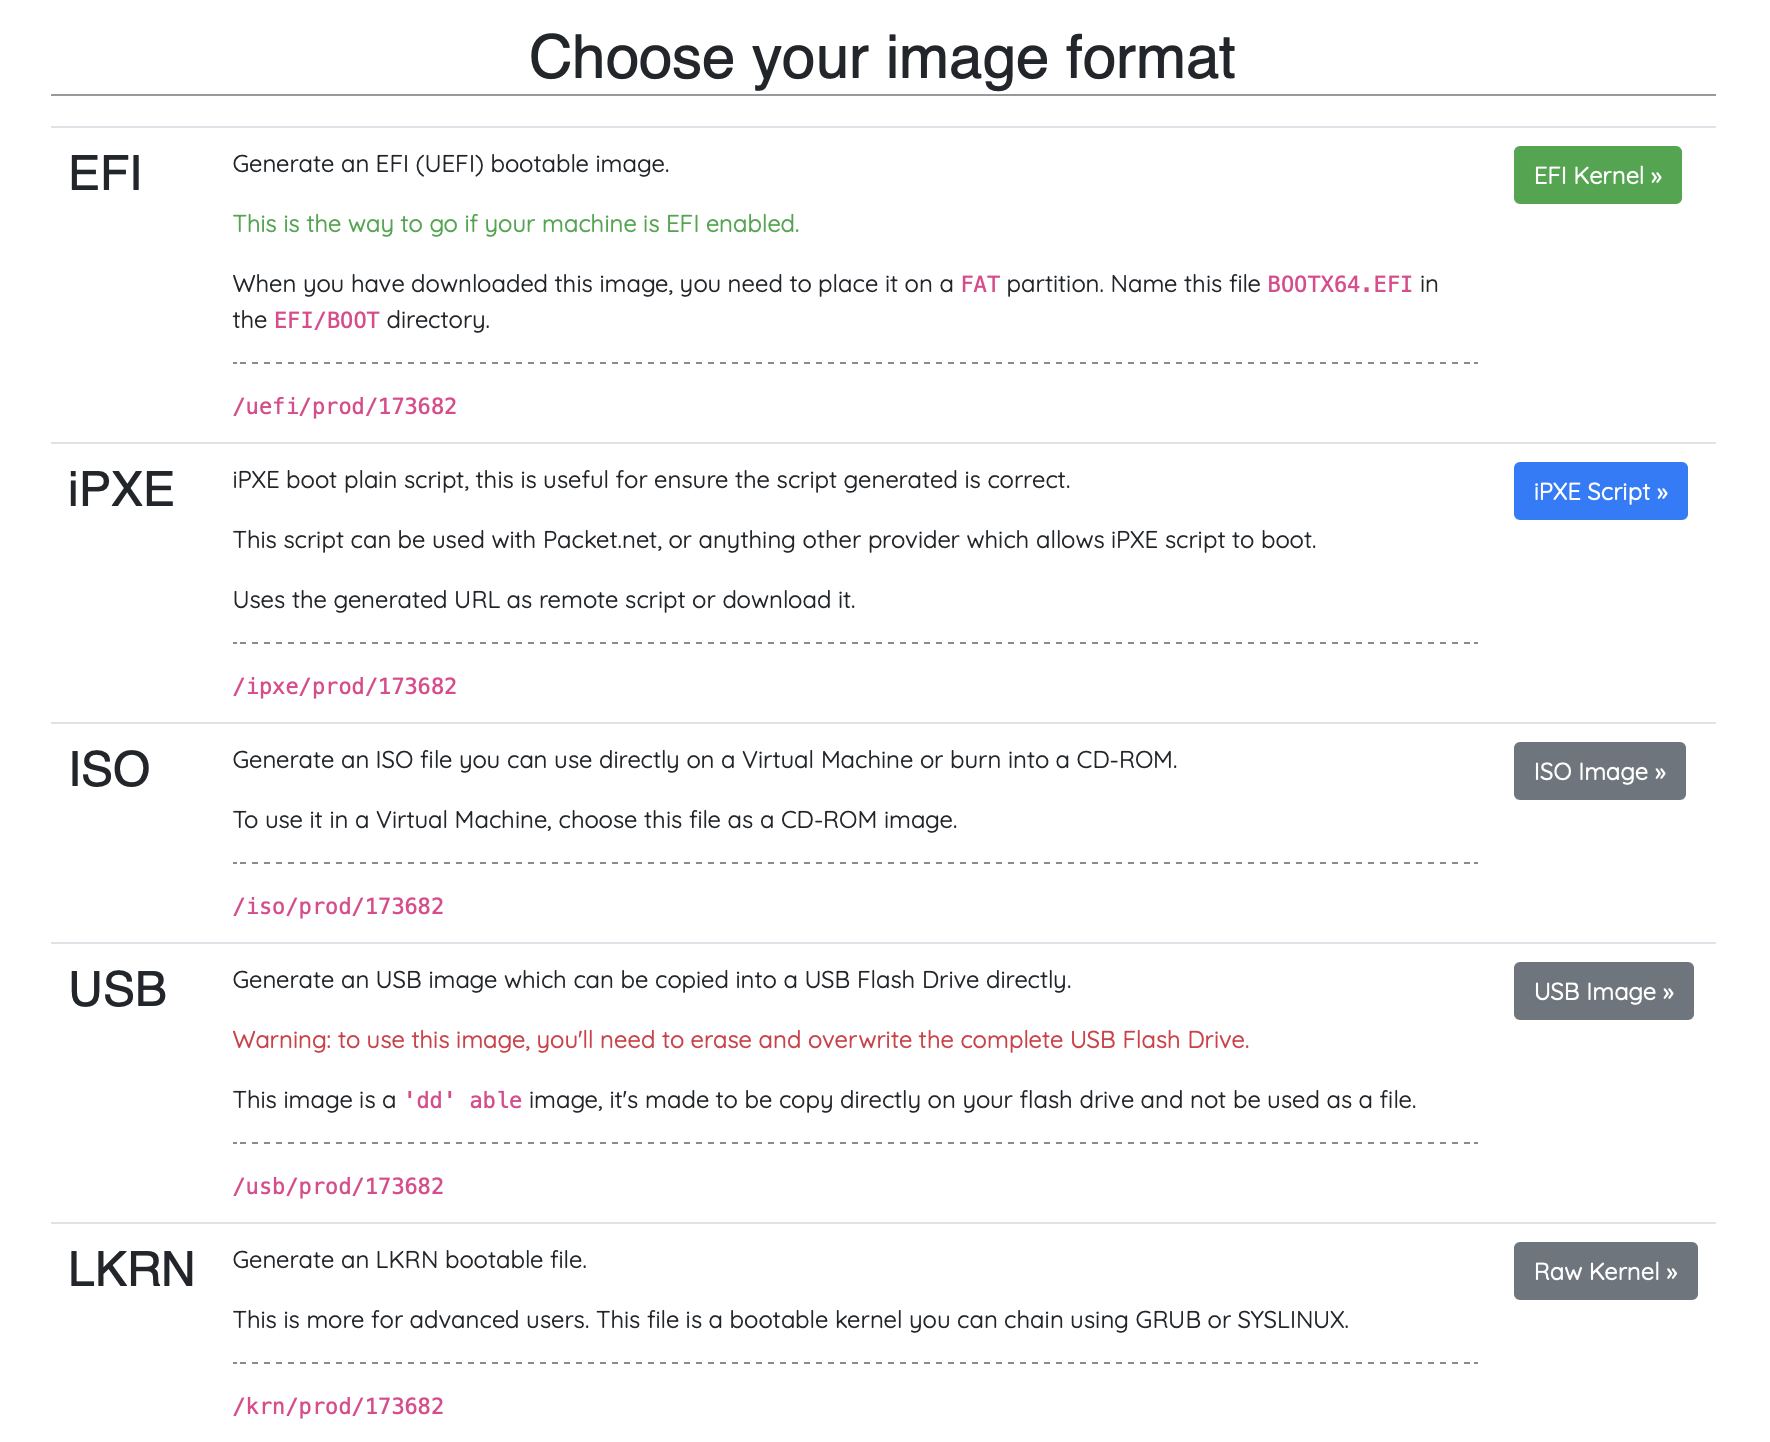 Choose your image format
EFI
Generate an EFI (UEFI) bootable image.
EFI Kernel »
This is the way to go if your machine is EFI enabled.
When you have downloaded this image, you need to place it on a FAT partition. Name this file BOOTX64.EFI in
the EFI/BOOT directory.
/uefi/prod/173682
iPXE
iPXE boot plain script, this is useful for ensure the script generated is correct.
iPXE Script »
This script can be used with Packet.net, or anything other provider which allows iPXE script to boot.
Uses the generated URL as remote script or download it.
/ipxe/prod/173682
ISO
Generate an ISO file you can use directly on a Virtual Machine or burn into a CD-ROM.
ISO Image »
To use it in a Virtual Machine, choose this file as a CD-ROM image.
/iso/prod/173682
USB
Generate an USB image which can be copied into a USB Flash Drive directly.
USB Image »
Warning: to use this image, you'll need to erase and overwrite the complete USB Flash Drive.
This image is a 'dd' able image, it's made to be copy directly on your flash drive and not be used as a file.
/usb/prod/173682
LKRN
Generate an LKRN bootable file.
Raw Kernel »
This is more for advanced users. This file is a bootable kernel you can chain using GRUB or SYSLINUX.
/krn/prod/173682